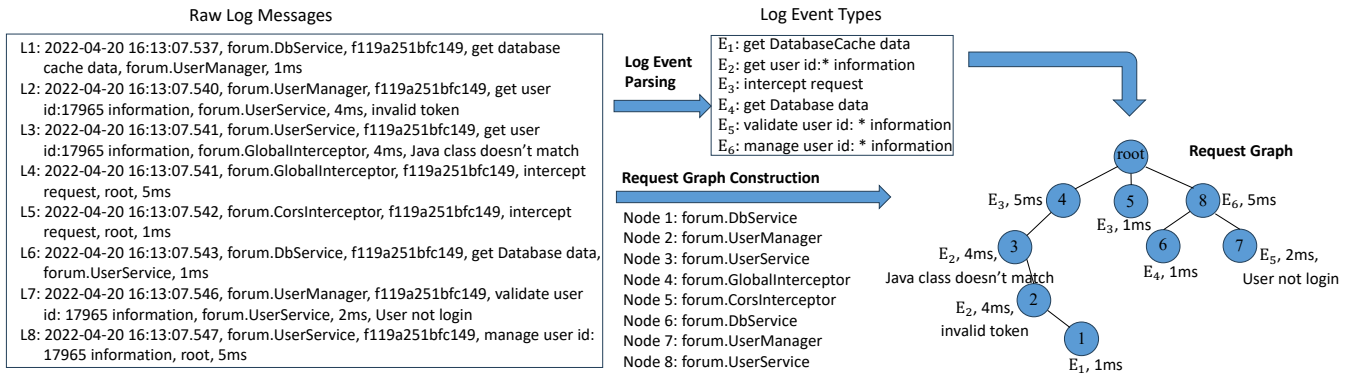 Raw Log Messages
L1: 2022-04-20 16:13:07.537, forum.DbService, f119a251bfc149, get database
cache data, forum.UserManager, 1ms
L2: 2022-04-20 16:13:07.540, forum.UserManager, f119a251bfc149, get user
id:17965 information, forum.UserService, 4ms, invalid token
L3: 2022-04-20 16:13:07.541, forum.UserService, f119a251bfc149, get user
id:17965 information, forum.GlobalInterceptor, 4ms, Java class doesn't match
L4: 2022-04-20 16:13:07.541, forum.GlobalInterceptor, f119a251bfc149, intercept
request, root, 5ms
L5: 2022-04-20 16:13:07.542, forum.CorsInterceptor, f119a251bfc149, intercept
request, root, 1ms
L6: 2022-04-20 16:13:07.543, forum.DbService, f119a251bfc149, get Database data,
forum.UserService, 1ms
L7: 2022-04-20 16:13:07.546, forum.UserManager, f119a251bfc149, validate user
id: 17965 information, forum.UserService, 2ms, User not login
L8: 2022-04-20 16:13:07.547, forum.UserService, f119a251bfc149, manage user id:
17965 information, root, 5ms
Log Event
Parsing
Log Event Types
E₁: get DatabaseCache data
E₂: get user id:* information
E₃: intercept request
E₄: get Database data
E₅: validate user id: * information
E₆: manage user id: * information
Request Graph Construction
Node 1: forum.DbService
Node 2: forum.UserManager
Node 3: forum.UserService
Node 4: forum.GlobalInterceptor
Node 5: forum.CorsInterceptor
Node 6: forum.DbService
Node 7: forum.UserManager
Node 8: forum.UserService
Request Graph
root
E₃, 5ms
4
5
E₃, 1ms
8
E₆, 5ms
3
E₂, 4ms,
Java class doesn't match
6
E₄, 1ms
7
E₅, 2ms,
User not login
2
E₂, 4ms,
invalid token
1
E₁, 1ms